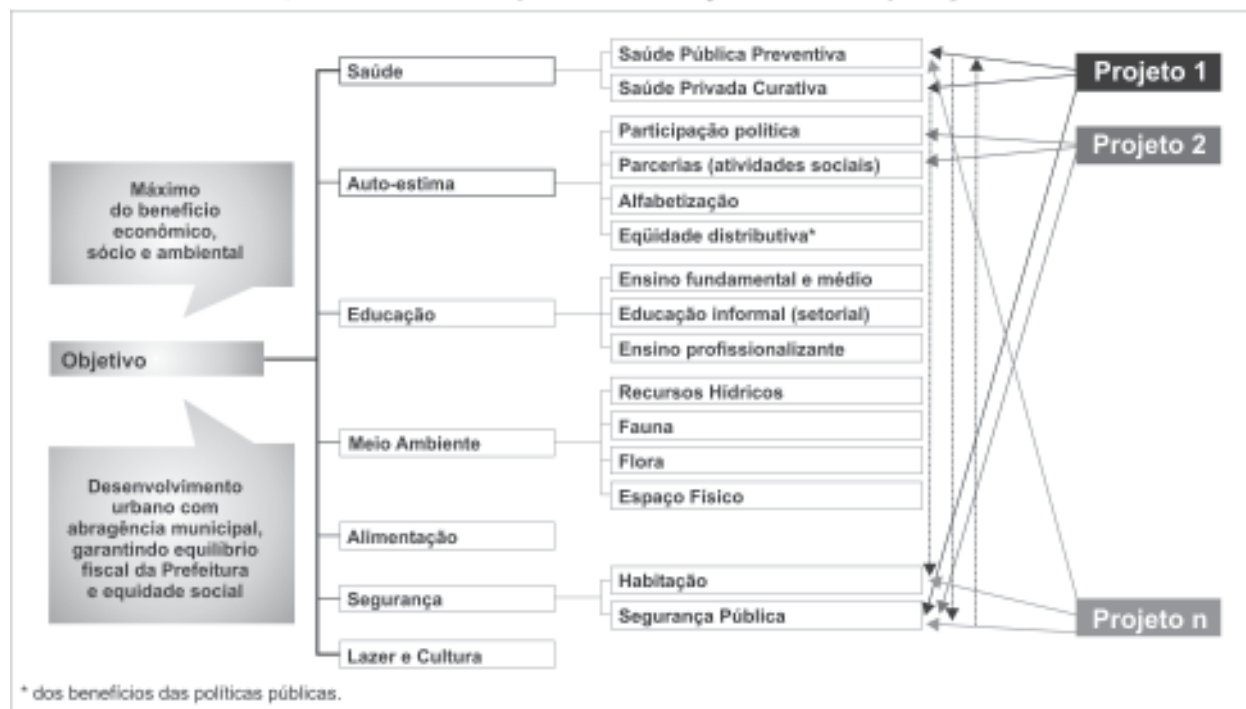 Máximo
do benefício
econômico,
sócio e ambiental
Objetivo
Desenvolvimento
urbano com
abragência municipal,
garantindo equilíbrio
fiscal da Prefeitura
e equidade social
Saúde
Auto-estima
Educação
Meio Ambiente
Alimentação
Segurança
Lazer e Cultura
Saúde Pública Preventiva
Saúde Privada Curativa
Participação política
Parcerias (atividades sociais)
Alfabetização
Eqüidade distributiva*
Ensino fundamental e médio
Educação informal (setorial)
Ensino profissionalizante
Recursos Hídricos
Fauna
Flora
Espaço Físico
Habitação
Segurança Pública
Projeto 1
Projeto 2
Projeto n
* dos benefícios das políticas públicas.